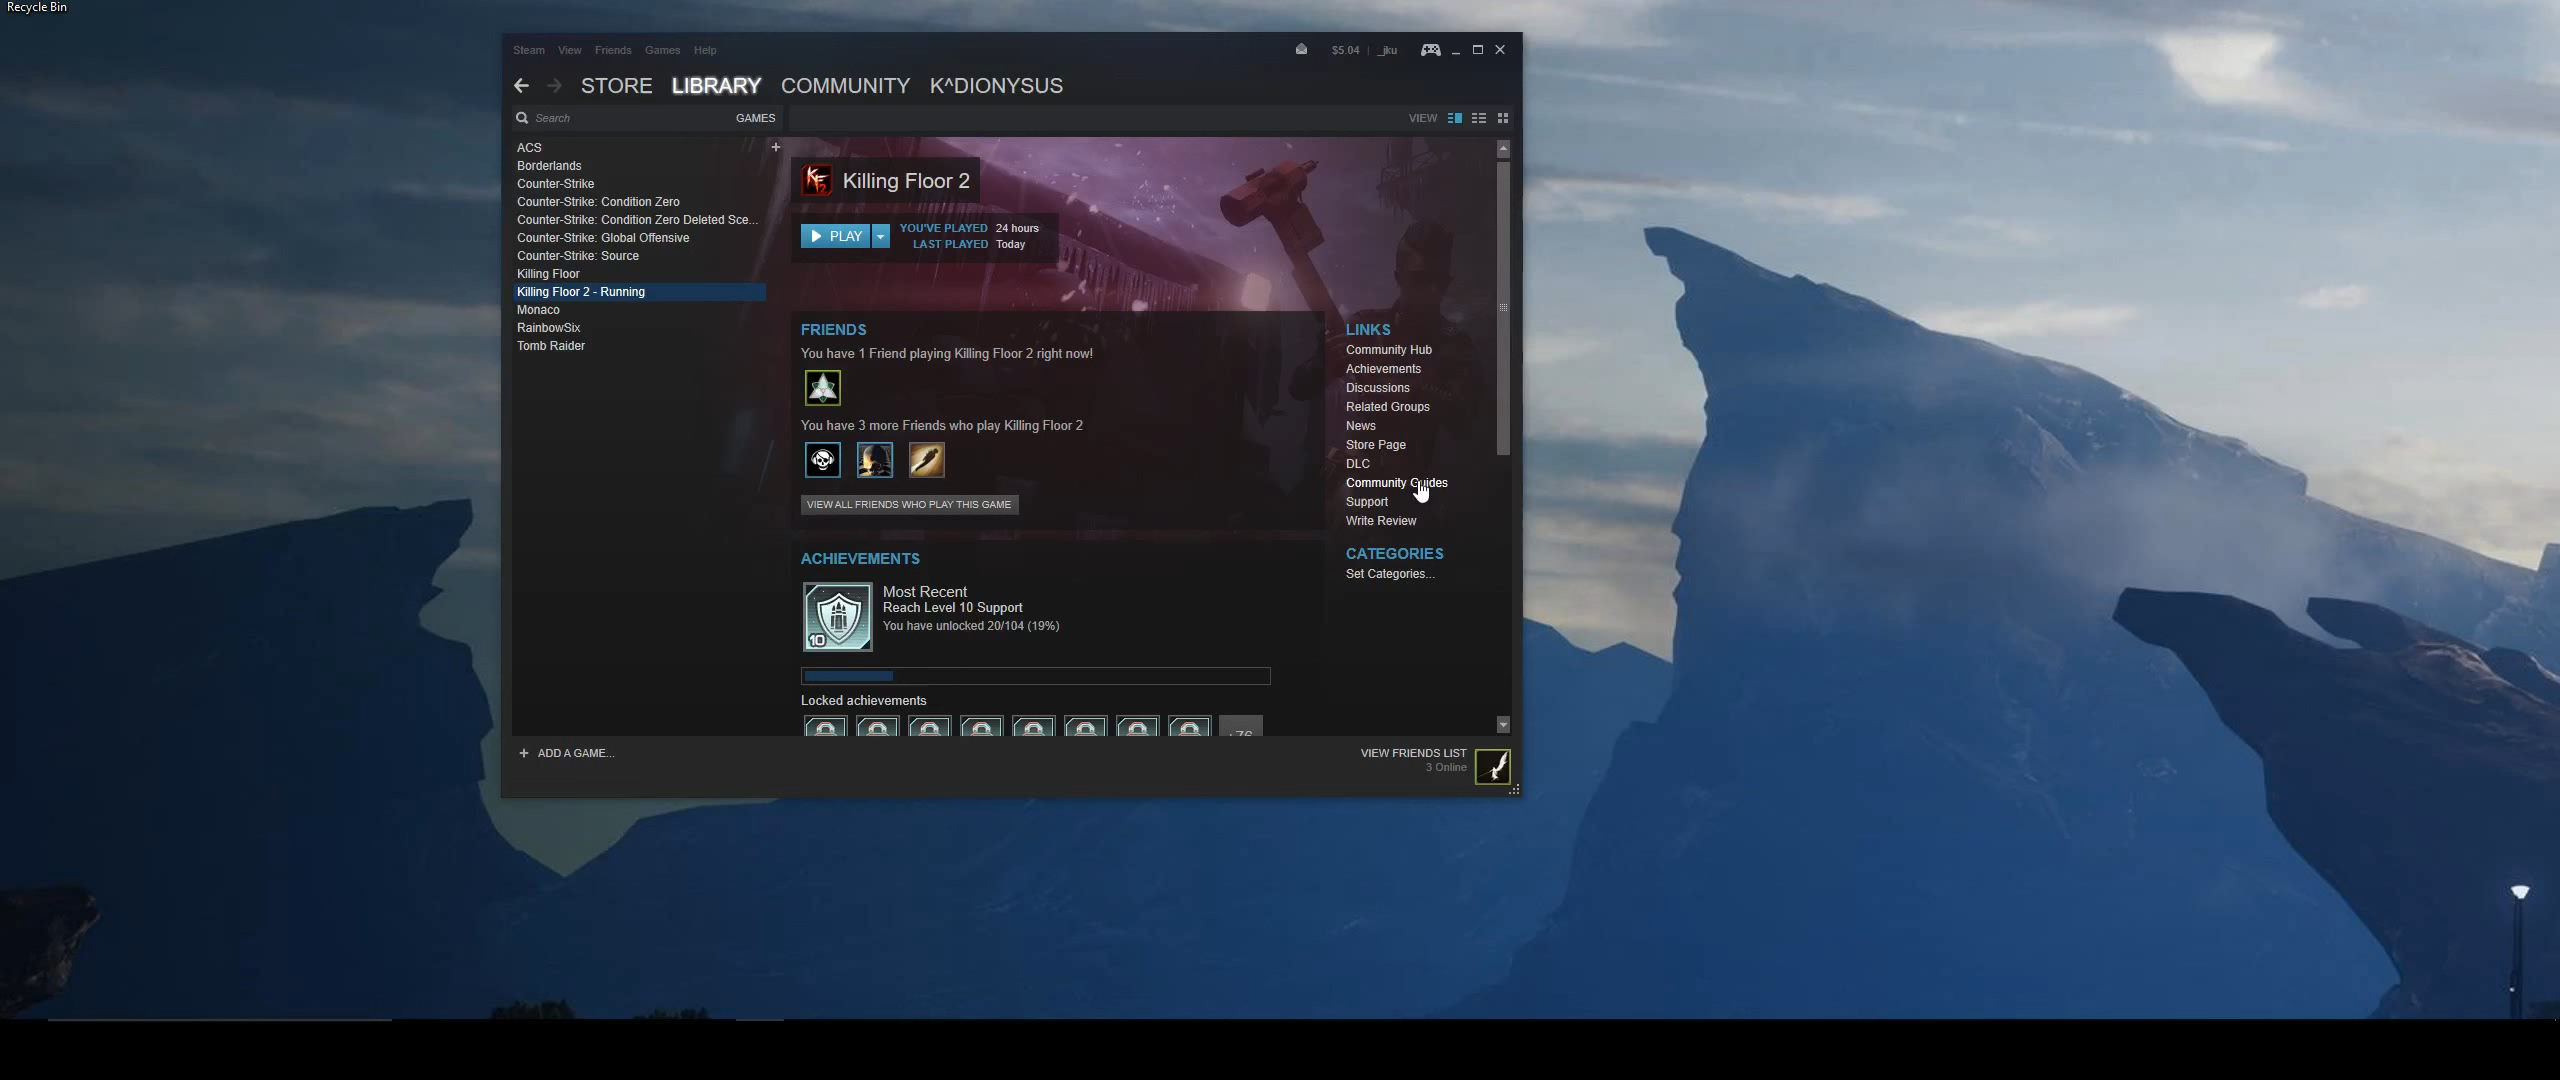 Recycle Bin
Steam View Friends Games Help
$5.04 | _jku
STORE LIBRARY COMMUNITY K^DIONYSUS
Search GAMES
VIEW
ACS +
Borderlands
Counter-Strike
Counter-Strike: Condition Zero
Counter-Strike: Condition Zero Deleted Sce...
Counter-Strike: Global Offensive
Counter-Strike: Source
Killing Floor
Killing Floor 2 - Running
Monaco
RainbowSix
Tomb Raider
Killing Floor 2
PLAY
YOU'VE PLAYED 24 hours
LAST PLAYED Today
FRIENDS
You have 1 Friend playing Killing Floor 2 right now!
You have 3 more Friends who play Killing Floor 2
VIEW ALL FRIENDS WHO PLAY THIS GAME
ACHIEVEMENTS
Most Recent
Reach Level 10 Support
You have unlocked 20/104 (19%)
10
Locked achievements
+76
LINKS
Community Hub
Achievements
Discussions
Related Groups
News
Store Page
DLC
Community Guides
Support
Write Review
CATEGORIES
Set Categories...
+ ADD A GAME...
VIEW FRIENDS LIST
3 Online